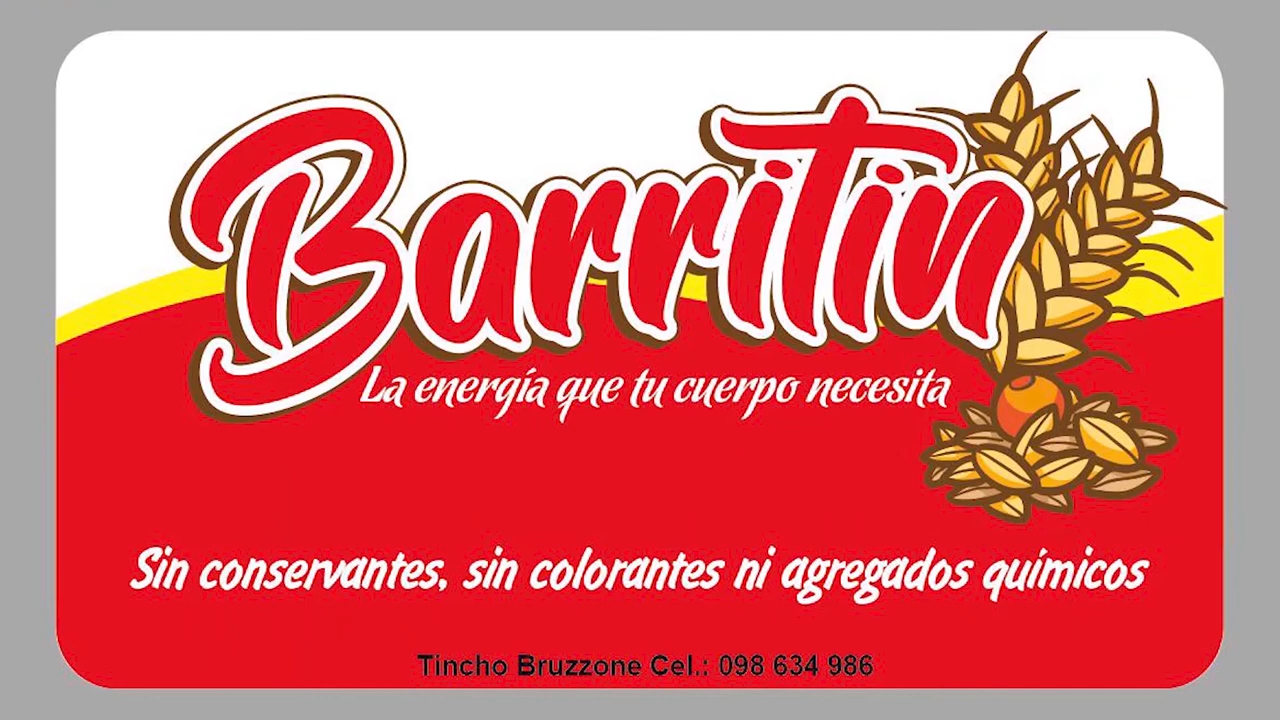 Barritin
La energía que tu cuerpo necesita
Sin conservantes, sin colorantes ni agregados químicos
Tincho Bruzzone Cel.: 098 634 986